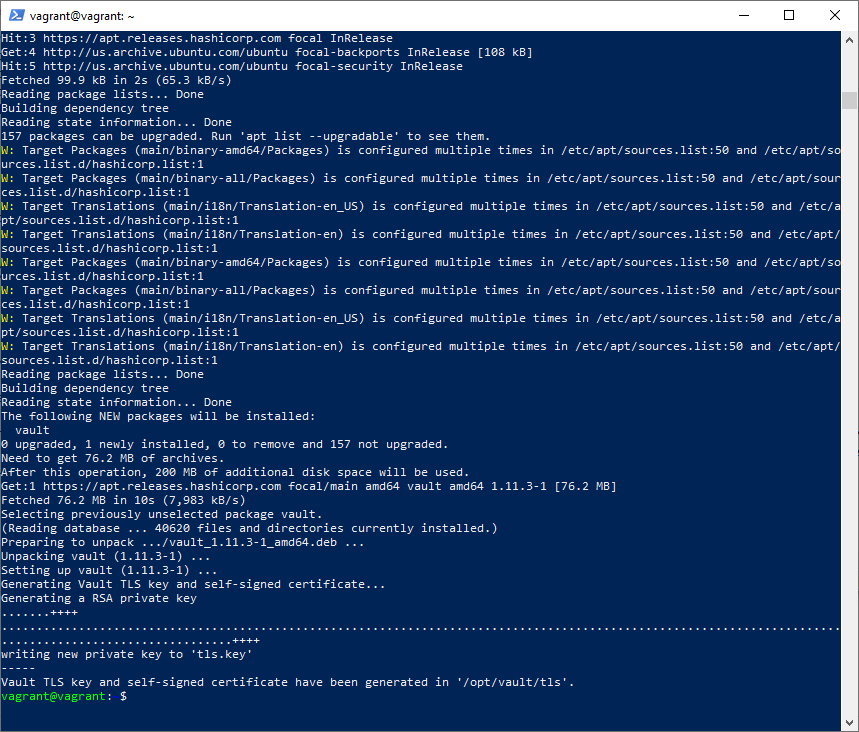 vagrant@vagrant: ~
Hit:3 https://apt.releases.hashicorp.com focal InRelease
Get:4 http://us.archive.ubuntu.com/ubuntu focal-backports InRelease [108 kB]
Hit:5 http://us.archive.ubuntu.com/ubuntu focal-security InRelease
Fetched 99.9 kB in 2s (65.3 kB/s)
Reading package lists... Done
Building dependency tree
Reading state information... Done
157 packages can be upgraded. Run 'apt list --upgradable' to see them.
W: Target Packages (main/binary-amd64/Packages) is configured multiple times in /etc/apt/sources.list:50 and /etc/apt/so
urces.list.d/hashicorp.list:1
W: Target Packages (main/binary-all/Packages) is configured multiple times in /etc/apt/sources.list:50 and /etc/apt/sour
ces.list.d/hashicorp.list:1
W: Target Translations (main/i18n/Translation-en_US) is configured multiple times in /etc/apt/sources.list:50 and /etc/a
pt/sources.list.d/hashicorp.list:1
W: Target Translations (main/i18n/Translation-en) is configured multiple times in /etc/apt/sources.list:50 and /etc/apt/
sources.list.d/hashicorp.list:1
W: Target Packages (main/binary-amd64/Packages) is configured multiple times in /etc/apt/sources.list:50 and /etc/apt/so
urces.list.d/hashicorp.list:1
W: Target Packages (main/binary-all/Packages) is configured multiple times in /etc/apt/sources.list:50 and /etc/apt/sour
ces.list.d/hashicorp.list:1
W: Target Translations (main/i18n/Translation-en_US) is configured multiple times in /etc/apt/sources.list:50 and /etc/a
pt/sources.list.d/hashicorp.list:1
W: Target Translations (main/i18n/Translation-en) is configured multiple times in /etc/apt/sources.list:50 and /etc/apt/
sources.list.d/hashicorp.list:1
Reading package lists... Done
Building dependency tree
Reading state information... Done
The following NEW packages will be installed:
  vault
0 upgraded, 1 newly installed, 0 to remove and 157 not upgraded.
Need to get 76.2 MB of archives.
After this operation, 200 MB of additional disk space will be used.
Get:1 https://apt.releases.hashicorp.com focal/main amd64 vault amd64 1.11.3-1 [76.2 MB]
Fetched 76.2 MB in 10s (7,983 kB/s)
Selecting previously unselected package vault.
(Reading database ... 40620 files and directories currently installed.)
Preparing to unpack .../vault_1.11.3-1_amd64.deb ...
Unpacking vault (1.11.3-1) ...
Setting up vault (1.11.3-1) ...
Generating Vault TLS key and self-signed certificate...
Generating a RSA private key
.......++++
........................................................................................................................
.................................++++
writing new private key to 'tls.key'
-----
Vault TLS key and self-signed certificate have been generated in '/opt/vault/tls'.
vagrant@vagrant: $